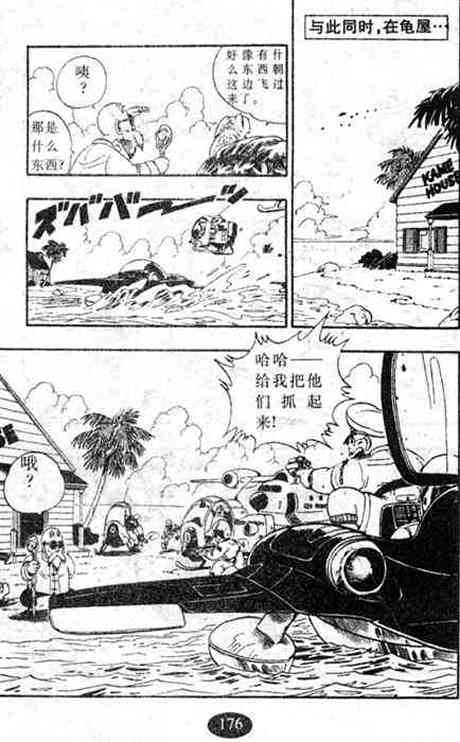 与此同时，在龟屋…
KAME
HOUSE
好像有什
么东西朝
这边飞过
来了。
咦？
那是
什么
东西？
ズバババーッ
哈哈——
给我把他
们抓起
来！
SE
哦？
176